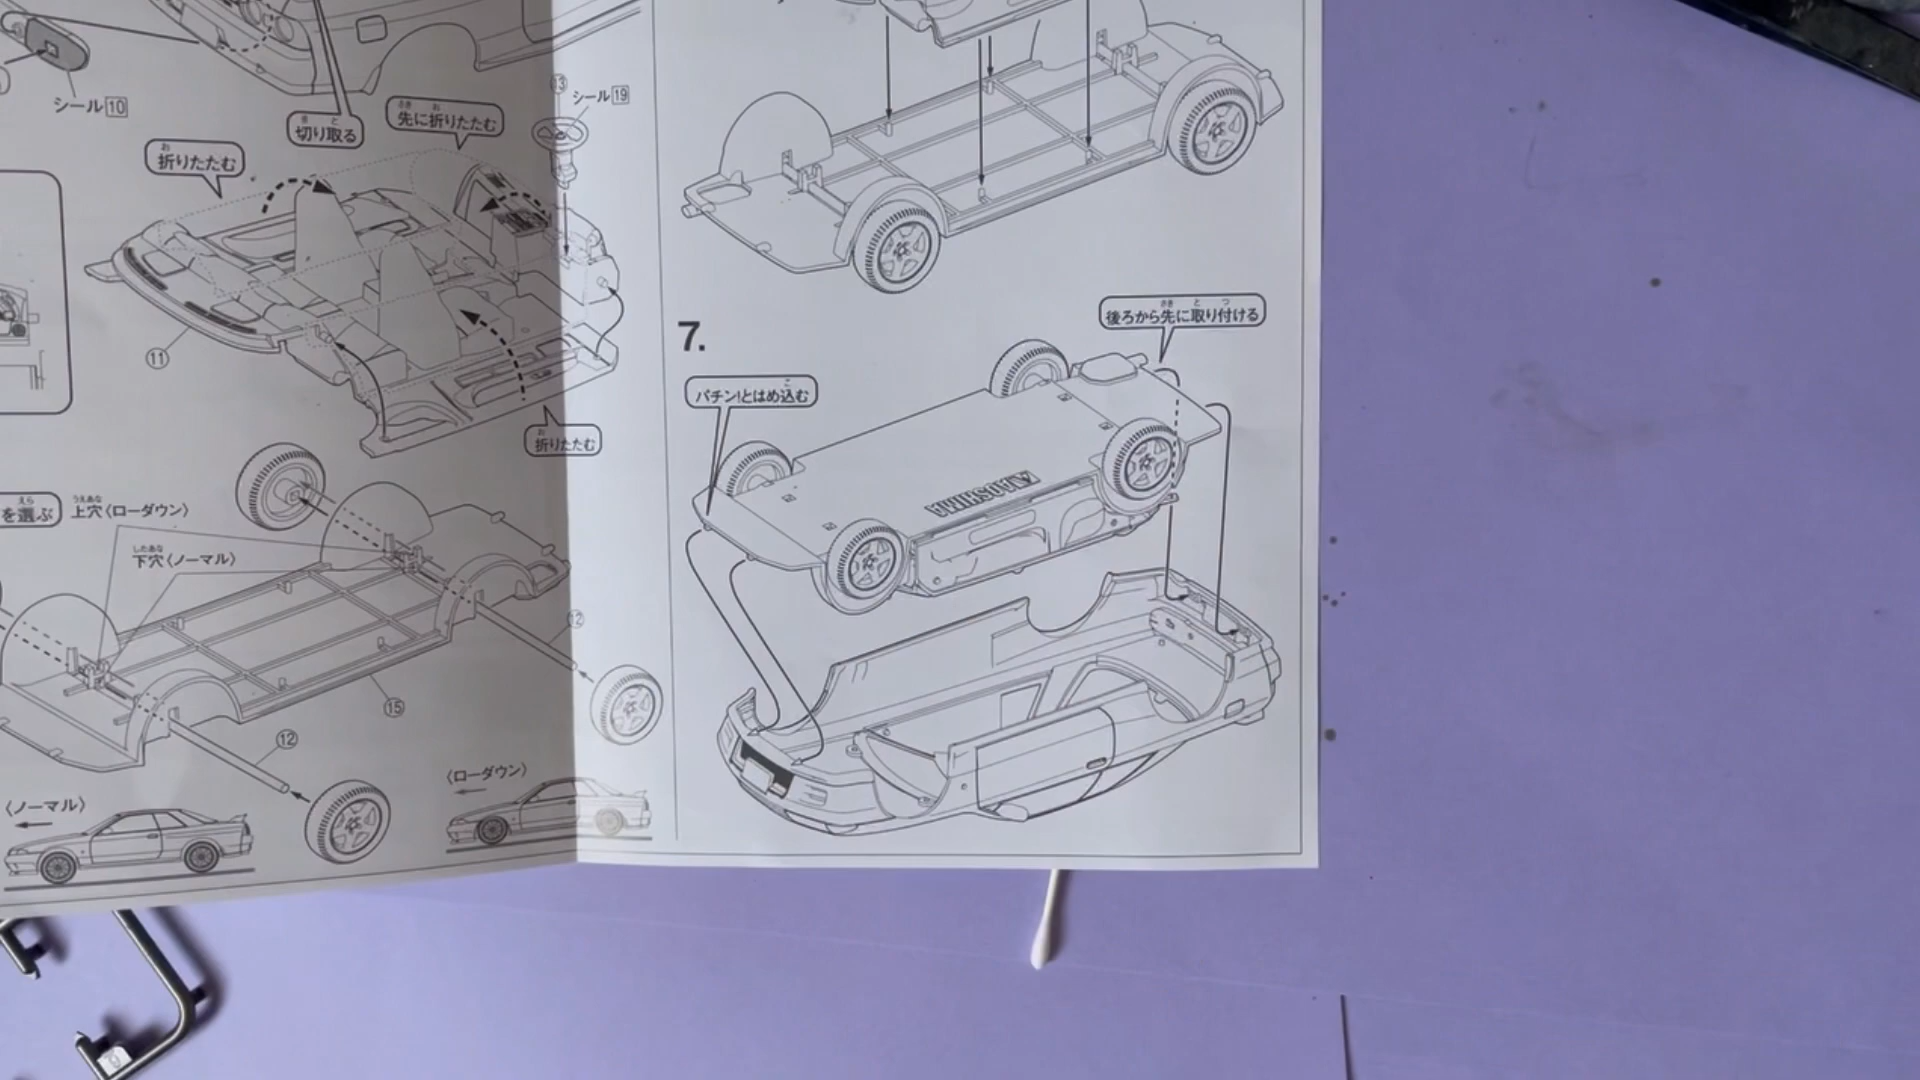 シール10
切り取る
先に折りたたむ
折りたたむ
13
シール19
11
折りたたむ
を選ぶ
上穴〈ローダウン〉
下穴〈ノーマル〉
12
15
12
〈ノーマル〉
〈ローダウン〉
7.
後ろから先に取り付ける
パチン!とはめ込む
AOSHIMA